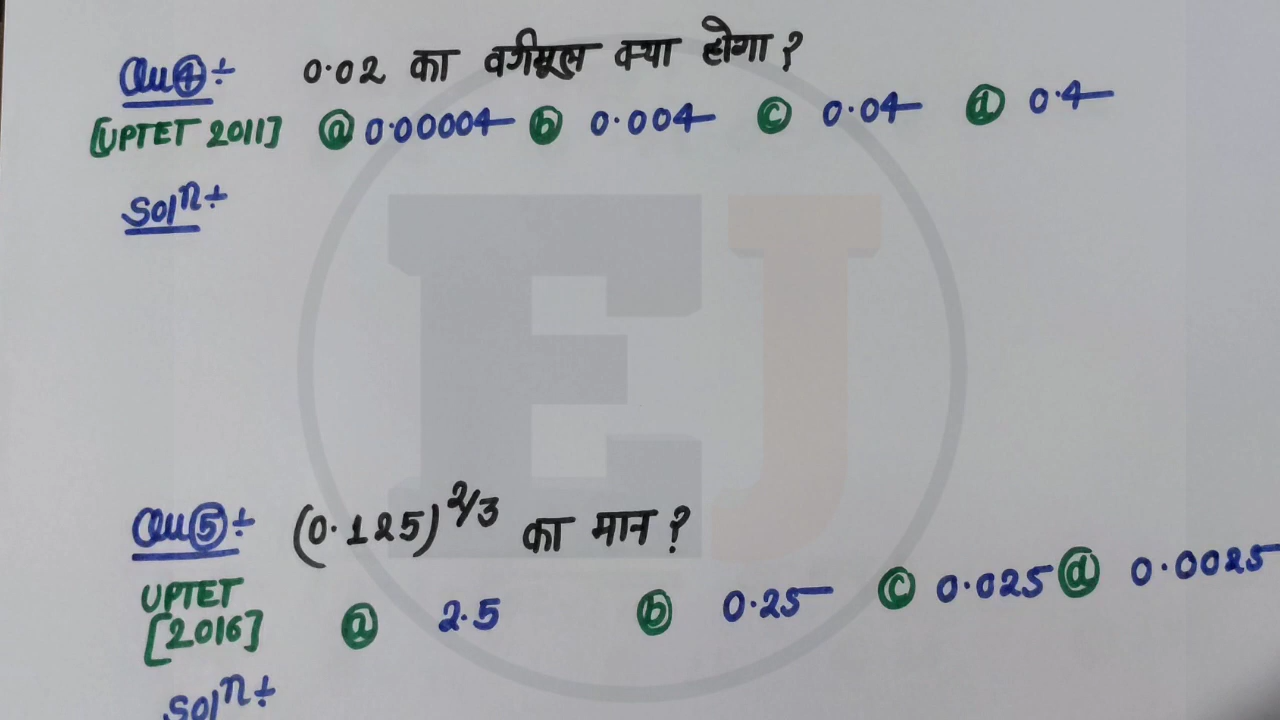 Qu④÷ 0.02 का वर्गमूल क्या होगा?
[UPTET 2011] ⓐ 0.00004 ⓑ 0.004 ⓒ 0.04 ⓓ 0.4
Solⁿ÷
EJ
Qu⑤÷ (0.125)^2/3 का मान?
UPTET ⓐ 2.5 ⓑ 0.25 ⓒ 0.025 ⓓ 0.0025
[2016]
Solⁿ÷